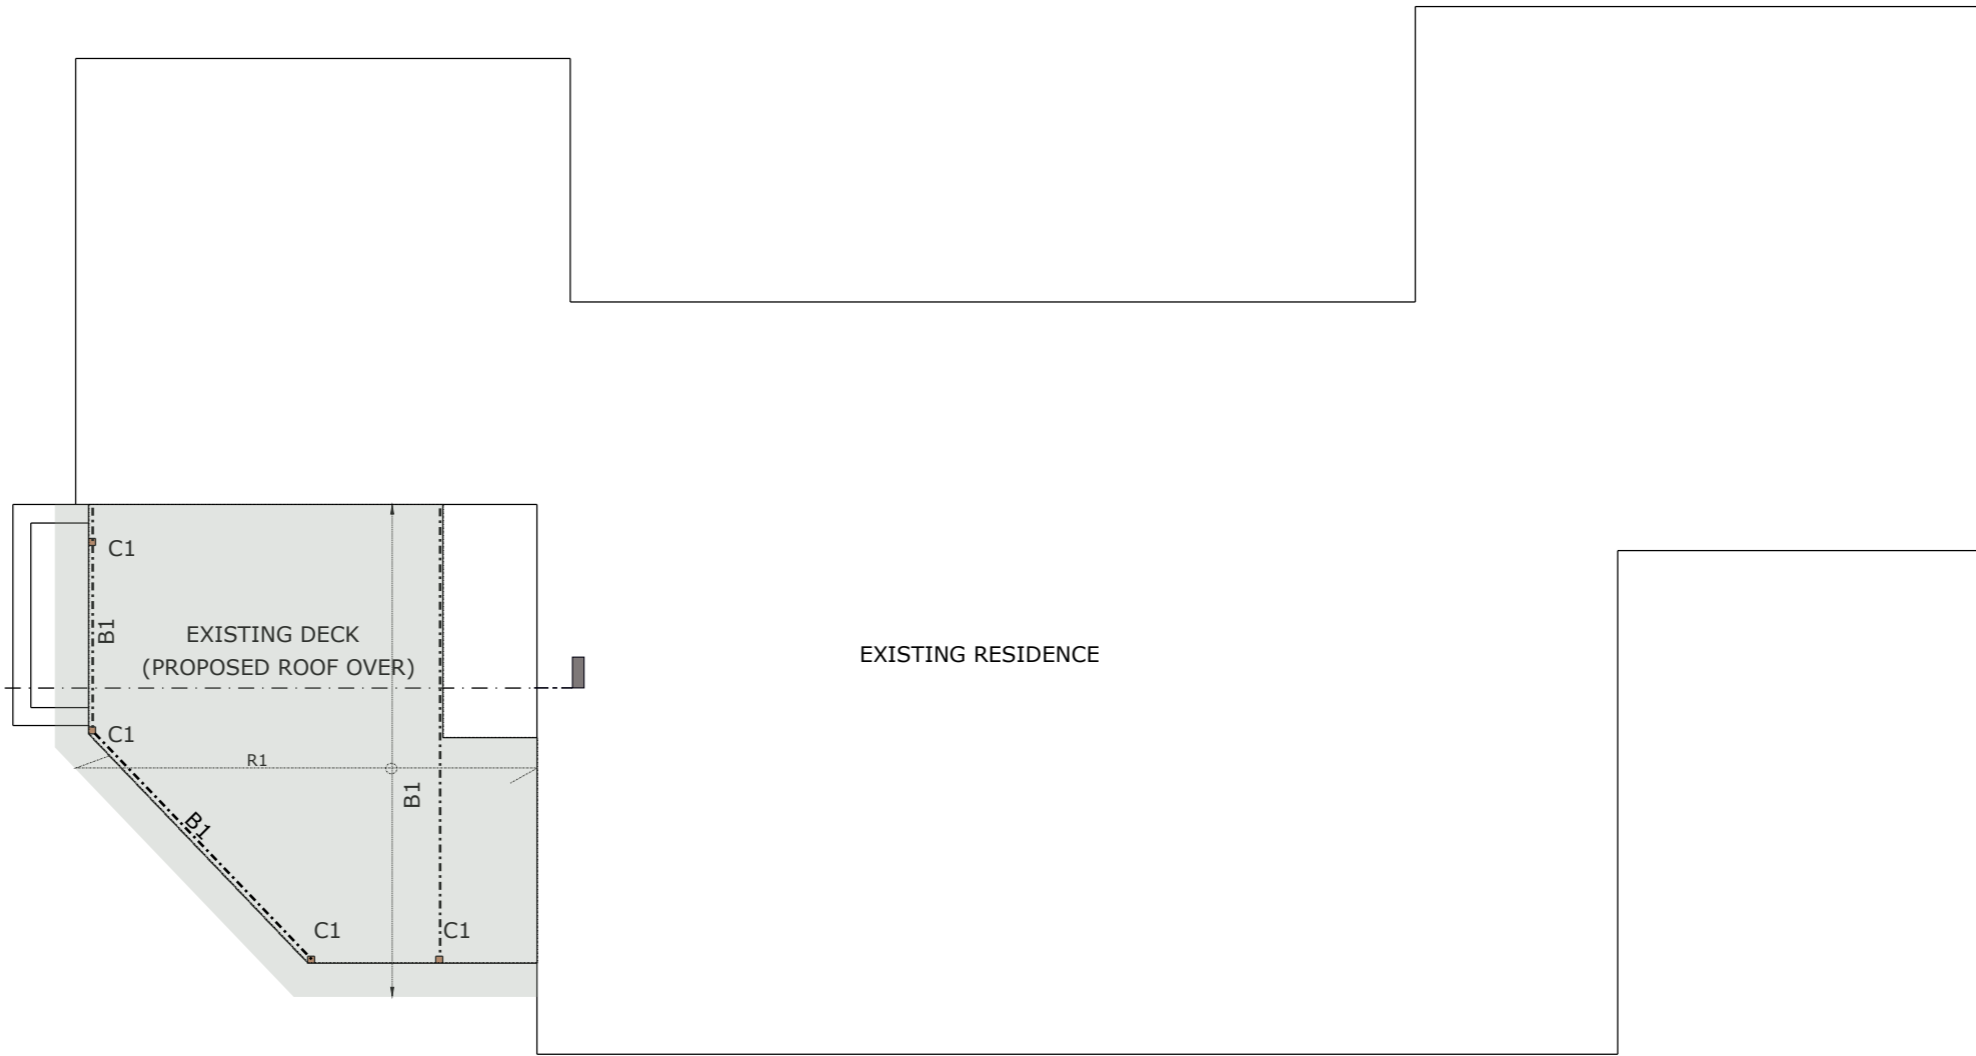 C1
B1
EXISTING DECK
(PROPOSED ROOF OVER)
EXISTING RESIDENCE
C1
R1
B1
B1
C1
C1